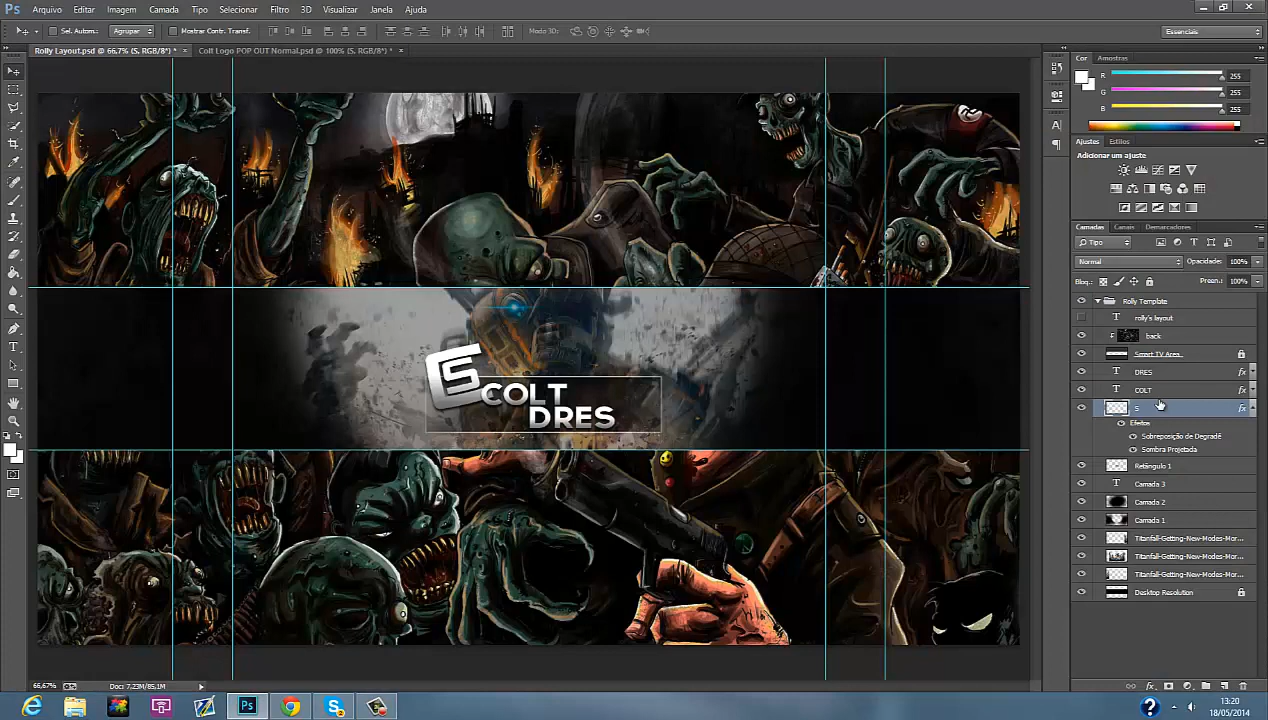 Ps Arquivo Editar Imagem Camada Tipo Selecionar Filtro 3D Visualizar Janela Ajuda
Sel. Autom.: Agrupar Mostrar Contr. Transf. Modo 3D: Essenciais
Rolly Layout.psd @ 66,7% (S, RGB/8*) * × Colt Logo POP OUT Normal.psd @ 100% (S, RGB/8*) * ×
Cor Amostras
R 255
G 255
B 255
Ajustes Estilos
Adicionar um ajuste
Camadas Canais Demarcadores
Tipo
Normal Opacidade: 100%
Bloq.: Preen.: 100%
Rolly Template
rolly's layout
back
Smart TV Area..
DRES fx
COLT fx
S fx
Efeitos
Sobreposição de Degradê
Sombra Projetada
Retângulo 1
Camada 3
Camada 2
Camada 1
Titanfall-Getting-New-Modes-Mor...
Titanfall-Getting-New-Modes-Mor...
Titanfall-Getting-New-Modes-Mor...
Desktop Resolution
COLT
DRES
66,67% Doc: 7,23M/85,1M
13:20
18/05/2014